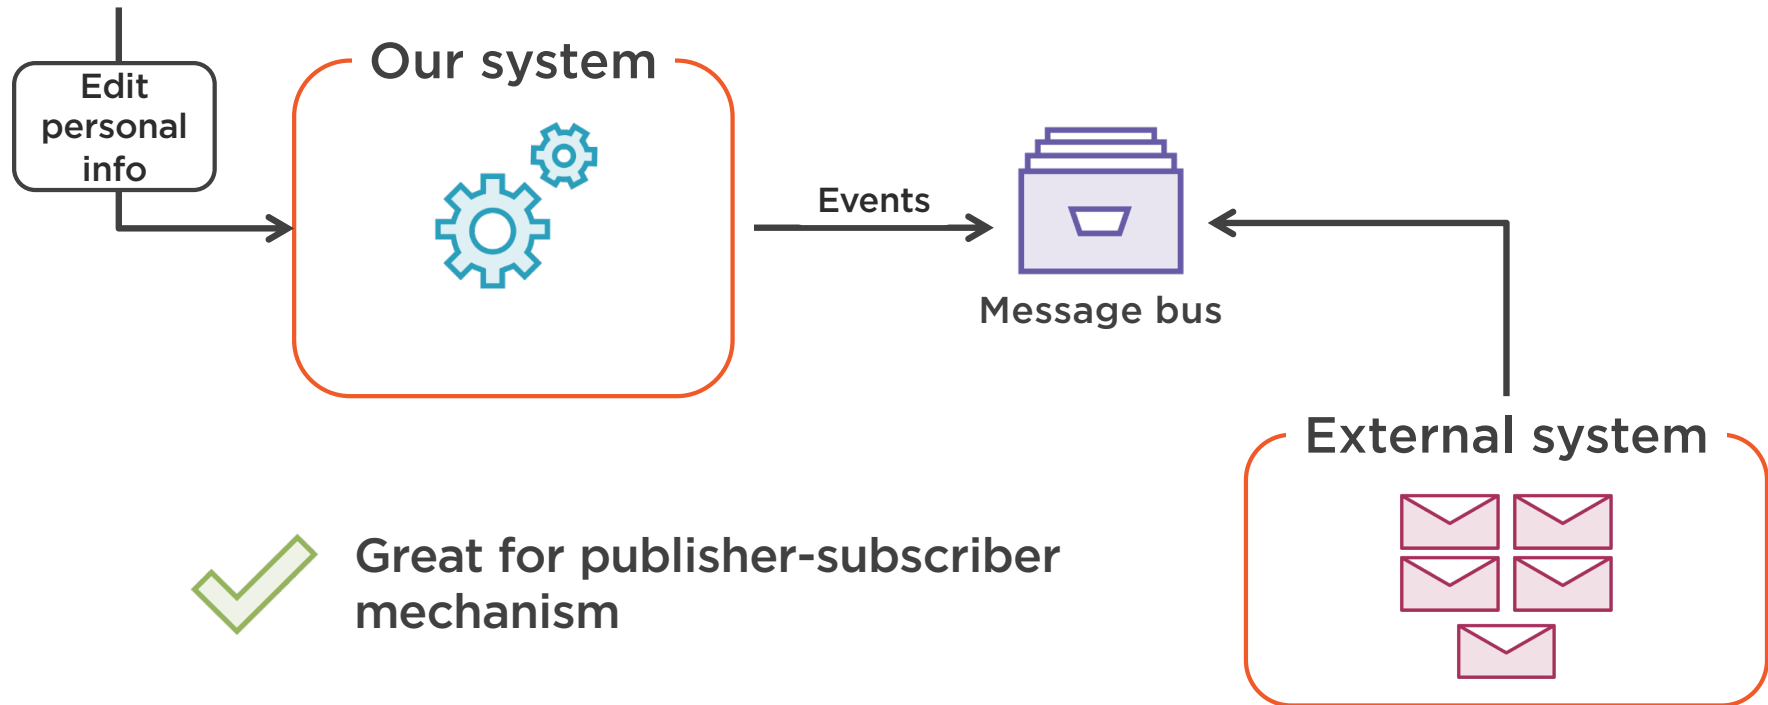 Edit
personal
info
Our system
Events
Message bus
External system
Great for publisher-subscriber
mechanism